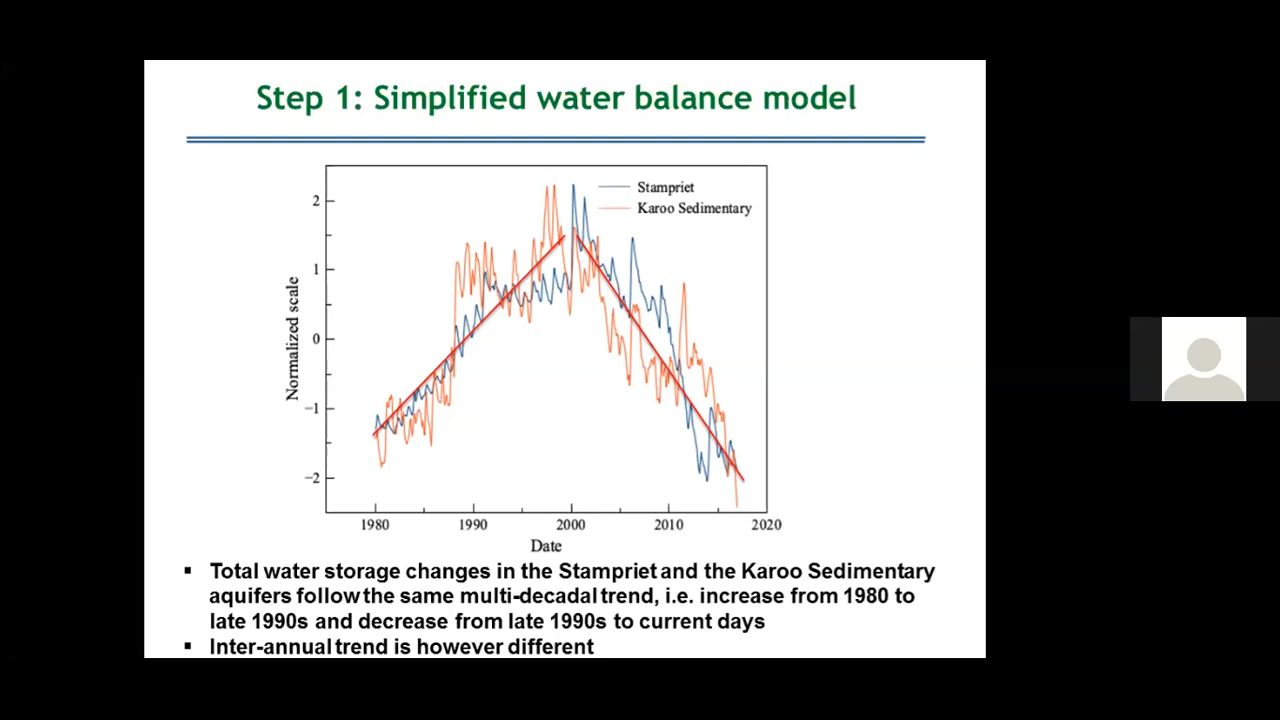 Step 1: Simplified water balance model
Stampriet
Karoo Sedimentary
Normalized scale
2
1
0
−1
−2
1980 1990 2000 2010 2020
Date
▪ Total water storage changes in the Stampriet and the Karoo Sedimentary
aquifers follow the same multi-decadal trend, i.e. increase from 1980 to
late 1990s and decrease from late 1990s to current days
▪ Inter-annual trend is however different